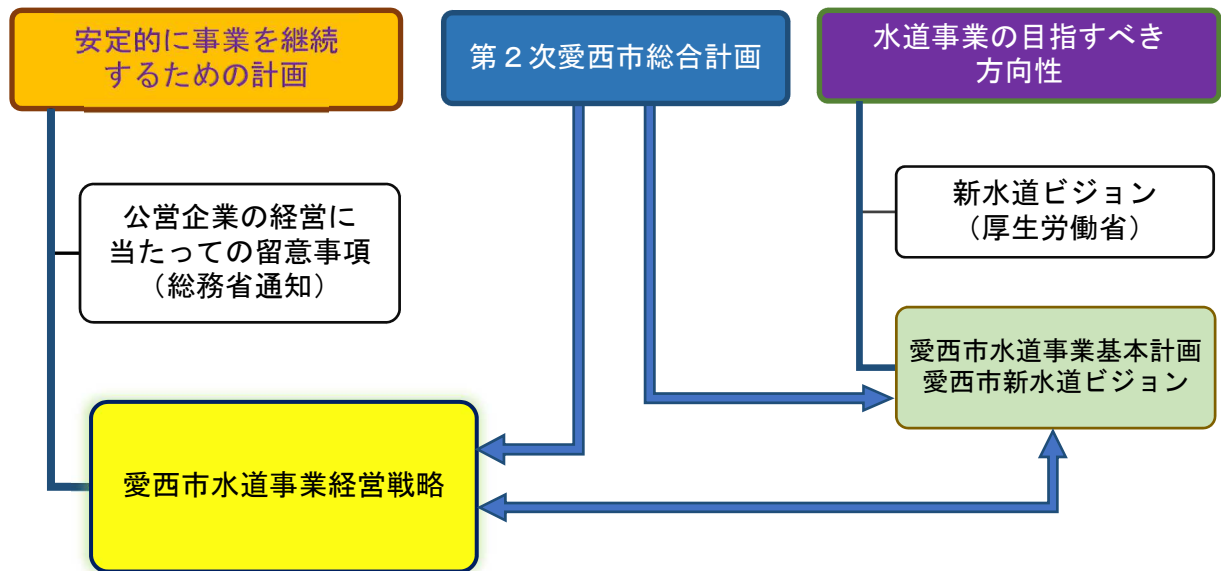 安定的に事業を継続
するための計画
第２次愛西市総合計画
水道事業の目指すべき
方向性
公営企業の経営に
当たっての留意事項
（総務省通知）
新水道ビジョン
（厚生労働省）
愛西市水道事業基本計画
愛西市新水道ビジョン
愛西市水道事業経営戦略